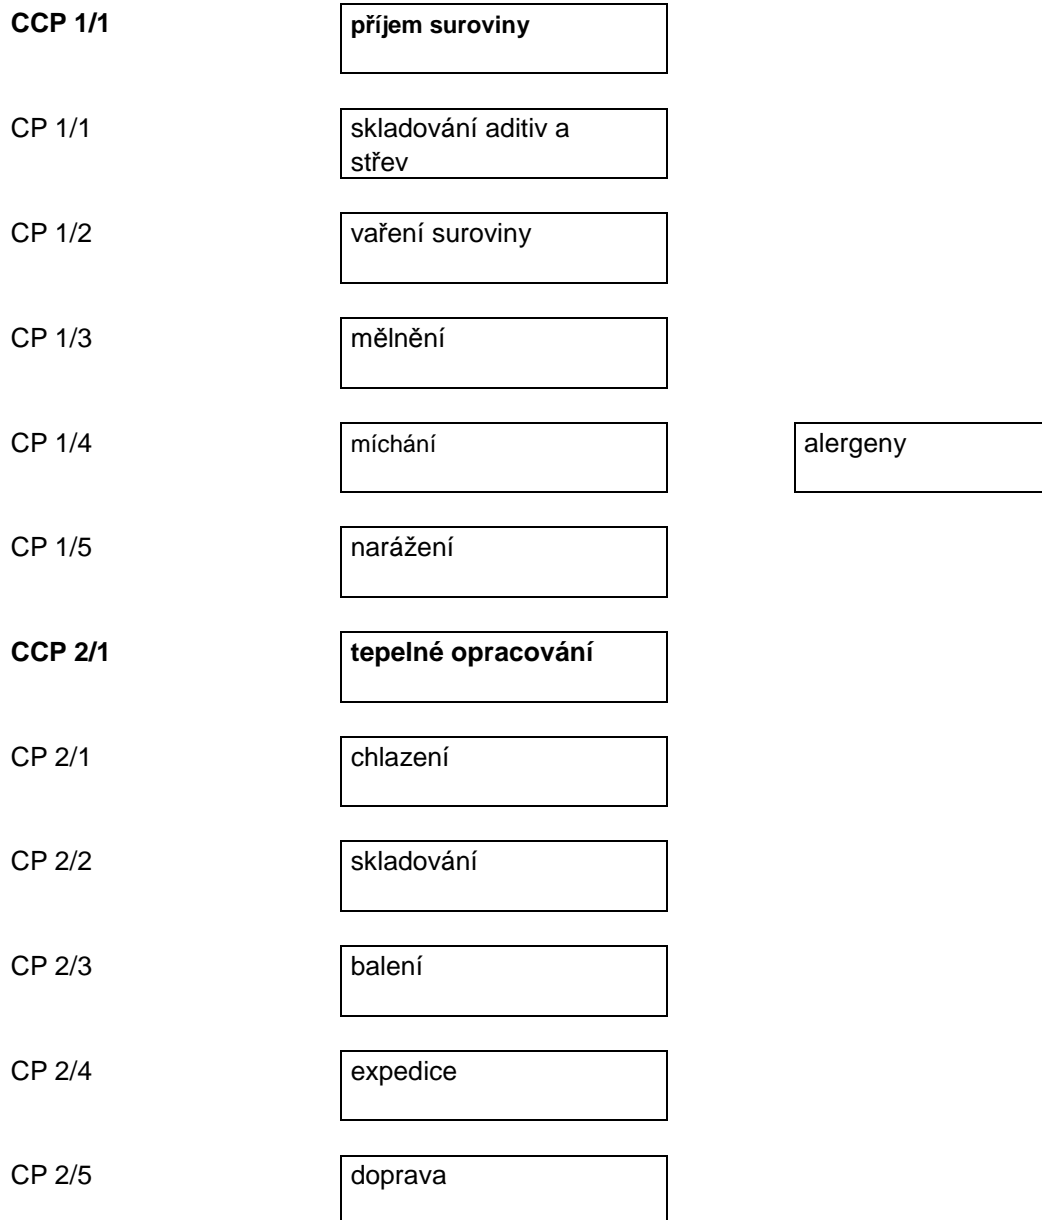 CCP 1/1 příjem suroviny
CP 1/1 skladování aditiv a
střev
CP 1/2 vaření suroviny
CP 1/3 mělnění
CP 1/4 míchání alergeny
CP 1/5 narážení
CCP 2/1 tepelné opracování
CP 2/1 chlazení
CP 2/2 skladování
CP 2/3 balení
CP 2/4 expedice
CP 2/5 doprava